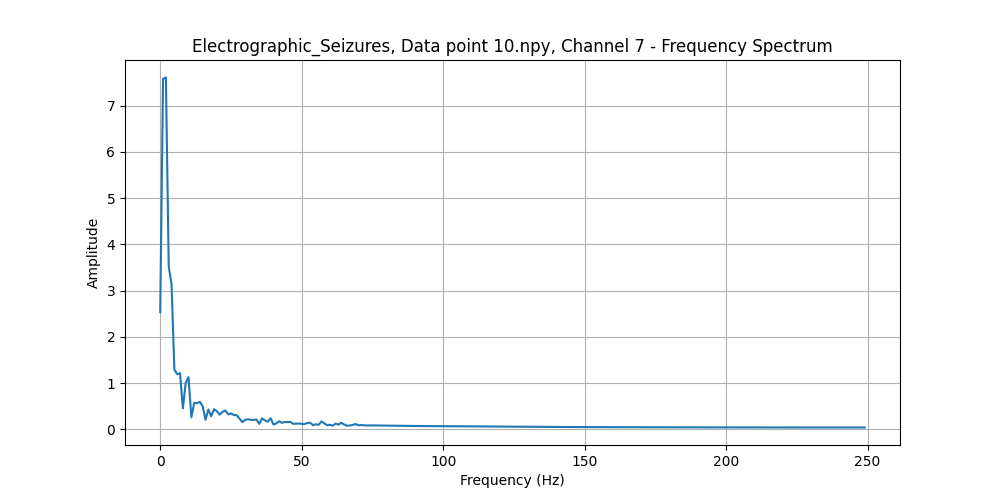 Electrographic_Seizures, Data point 10.npy, Channel 7 - Frequency Spectrum
7
6
5
4
3
2
1
0
Amplitude
0 50 100 150 200 250
Frequency (Hz)